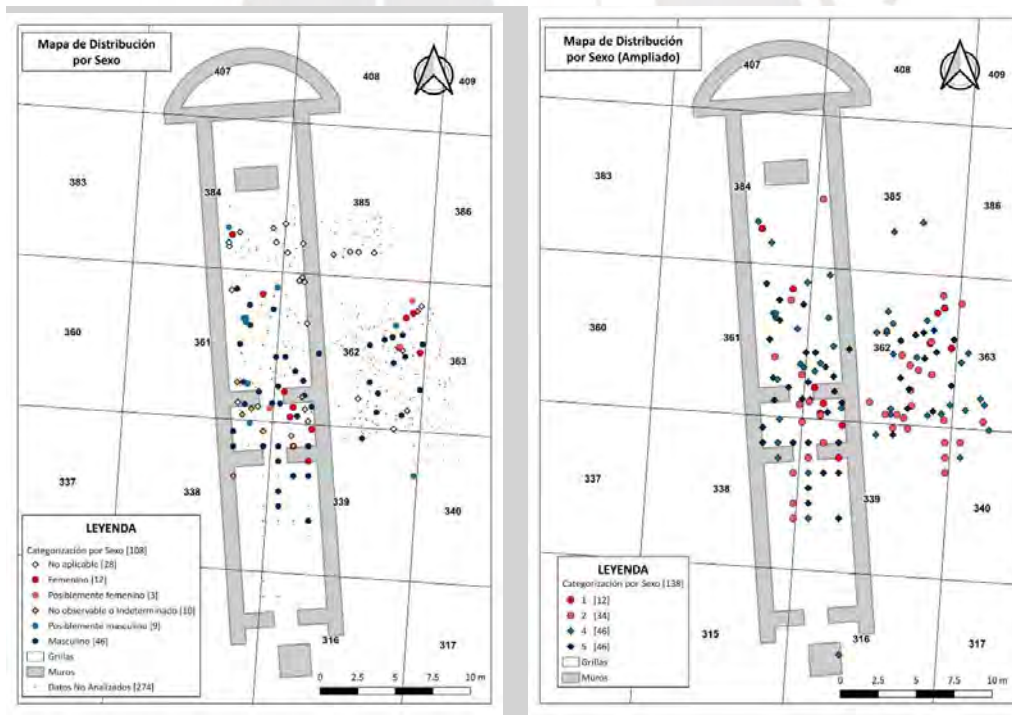 Mapa de Distribución
por Sexo
407
408
409
383
384
385
386
360
361
362
363
337
338
339
340
316
317
LEYENDA
Categorización por Sexo [108]
No aplicable [28]
Femenino [12]
Posiblemente femenino [3]
No observable o Indeterminado [10]
Posiblemente masculino [9]
Masculino [46]
Grillas
Muros
Datos No Analizados [274]
0 2.5 5 7.5 10 m
Mapa de Distribución
por Sexo (Ampliado)
407
408
409
383
384
385
386
360
361
362
363
337
338
339
340
315
316
317
LEYENDA
Categorización por Sexo [138]
1 [12]
2 [34]
4 [46]
5 [46]
Grillas
Muros
0 2.5 5 7.5 10 m